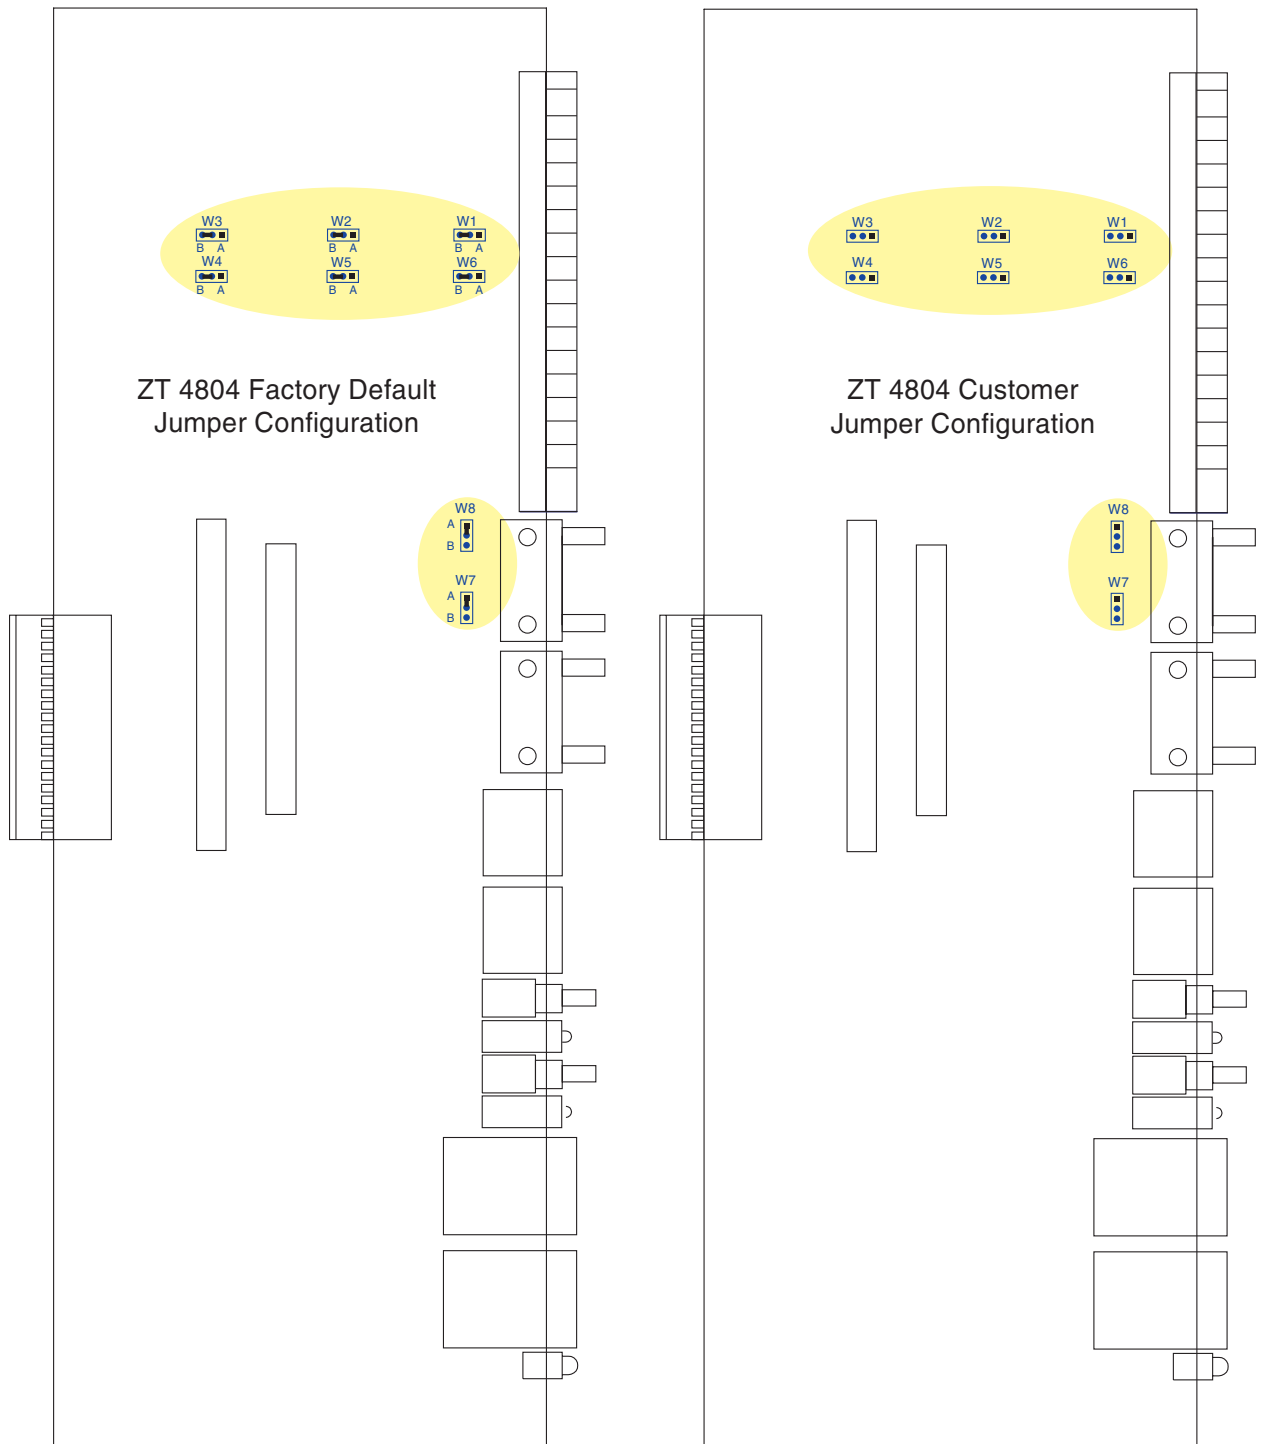 W3 W2 W1
B A B A B A
W4 W5 W6
B A B A B A
ZT 4804 Factory Default
Jumper Configuration
W8
A
B
W7
A
B
W3 W2 W1
W4 W5 W6
ZT 4804 Customer
Jumper Configuration
W8
W7